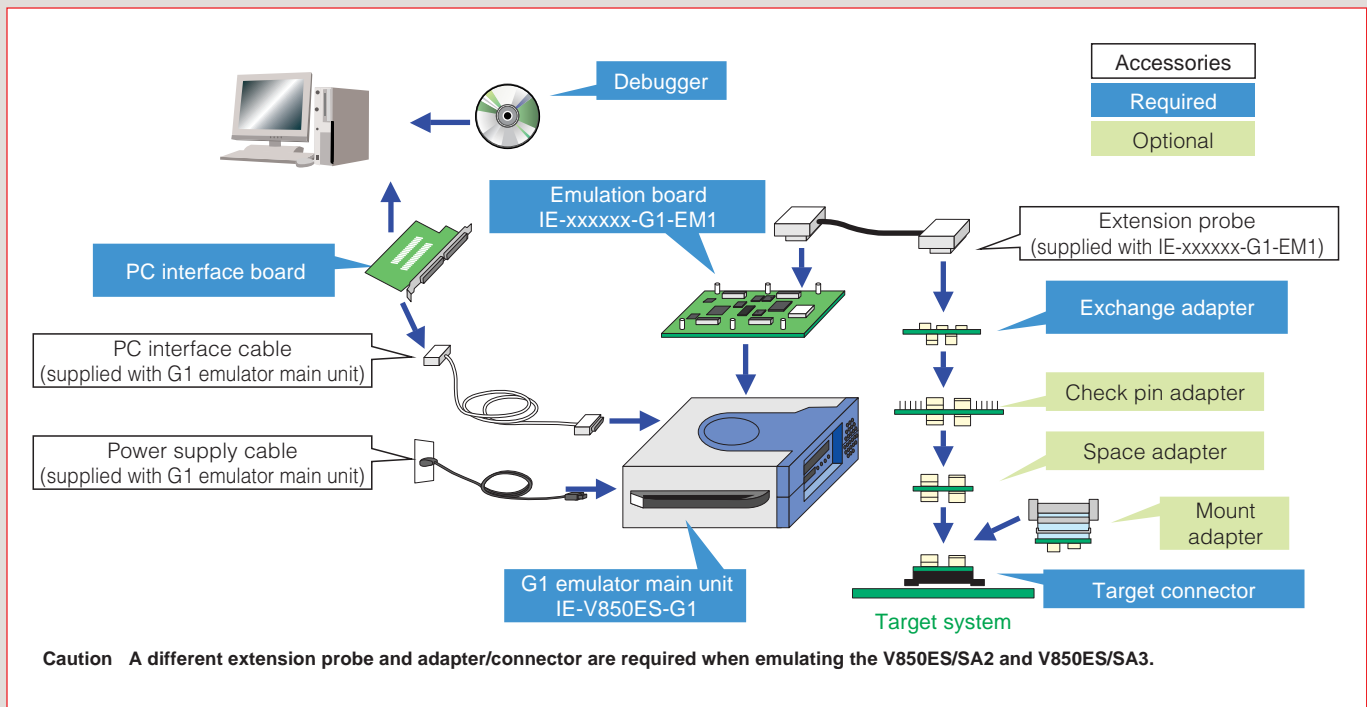 Debugger
Accessories
Required
Optional
Emulation board
IE-xxxxxx-G1-EM1
Extension probe
(supplied with IE-xxxxxx-G1-EM1)
PC interface board
Exchange adapter
PC interface cable
(supplied with G1 emulator main unit)
Check pin adapter
Power supply cable
(supplied with G1 emulator main unit)
Space adapter
Mount
adapter
G1 emulator main unit
IE-V850ES-G1
Target connector
Target system
Caution A different extension probe and adapter/connector are required when emulating the V850ES/SA2 and V850ES/SA3.